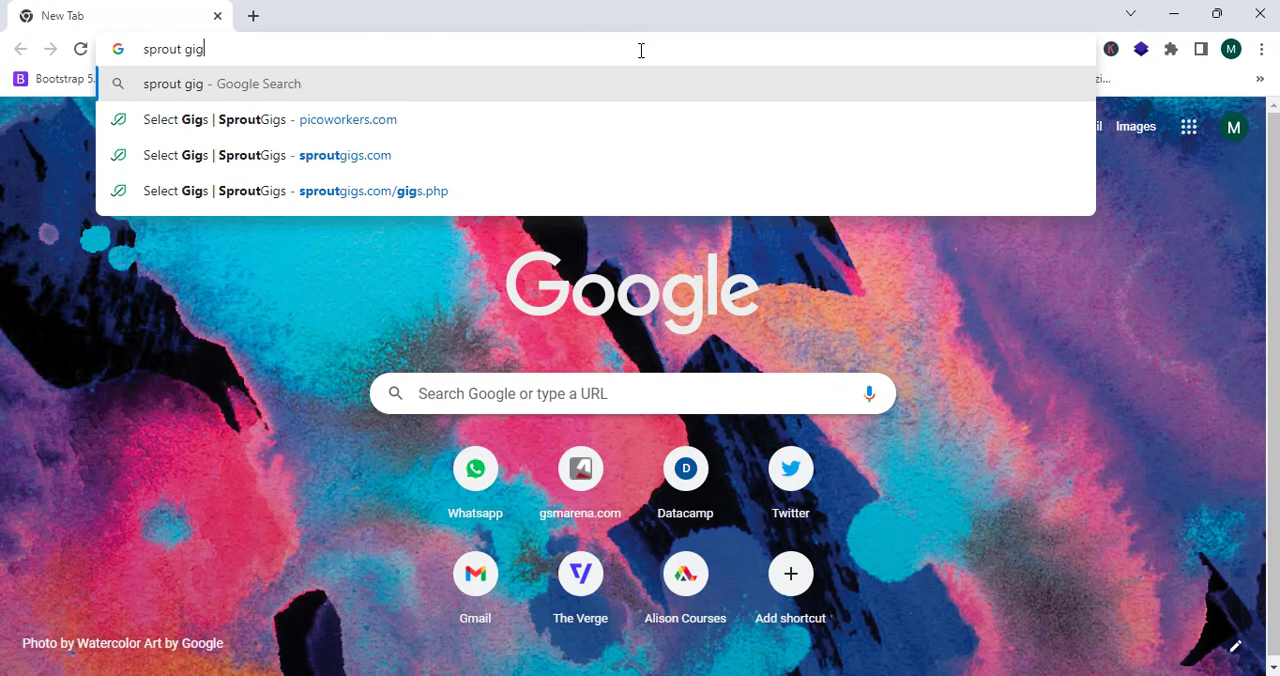 New Tab
sprout gig
K
M
B Bootstrap 5.
sprout gig - Google Search
Select Gigs | SproutGigs - picoworkers.com
Select Gigs | SproutGigs - sproutgigs.com
Select Gigs | SproutGigs - sproutgigs.com/gigs.php
zi...
il Images M
Google
Search Google or type a URL
D
Whatsapp gsmarena.com Datacamp Twitter
Gmail The Verge Alison Courses Add shortcut
Photo by Watercolor Art by Google